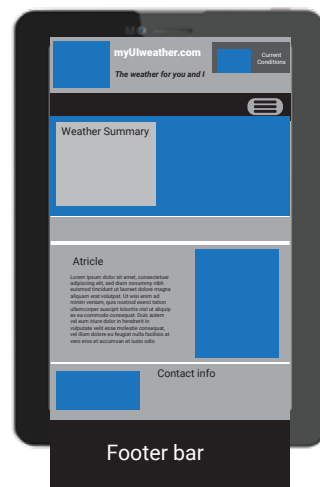 myUIweather.com
Current
Conditions
The weather for you and I
Weather Summary
Atricle
Lorem ipsum dolor sit amet, consectetuer
adipiscing elit, sed diam nonummy nibh
euismod tincidunt ut laoreet dolore magna
aliquam erat volutpat. Ut wisi enim ad
minim veniam, quis nostrud exerci tation
ullamcorper suscipit lobortis nisl ut aliquip
ex ea commodo consequat. Duis autem
vel eum iriure dolor in hendrerit in
vulputate velit esse molestie consequat,
vel illum dolore eu feugiat nulla facilisis at
vero eros et accumsan et iusto odio
Contact info
Footer bar